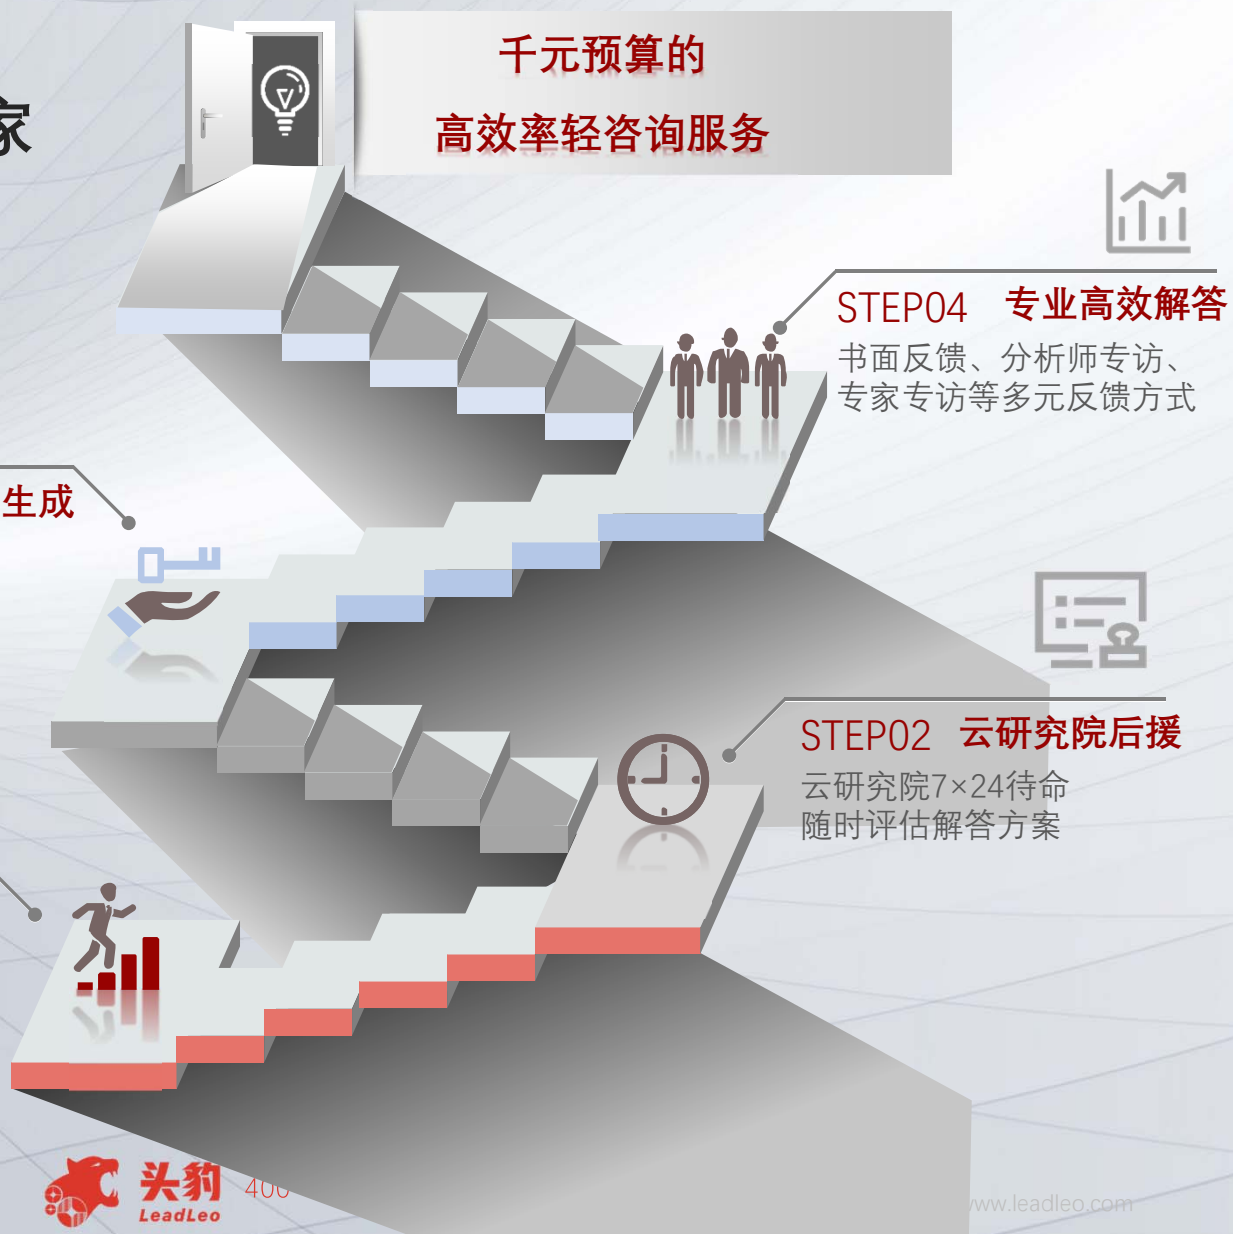 千元预算的
高效率轻咨询服务
家
STEP04 专业高效解答
书面反馈、分析师专访、
专家专访等多元反馈方式
生成
STEP02 云研究院后援
云研究院7×24待命
随时评估解答方案
头豹
LeadLeo
400
www.leadleo.com